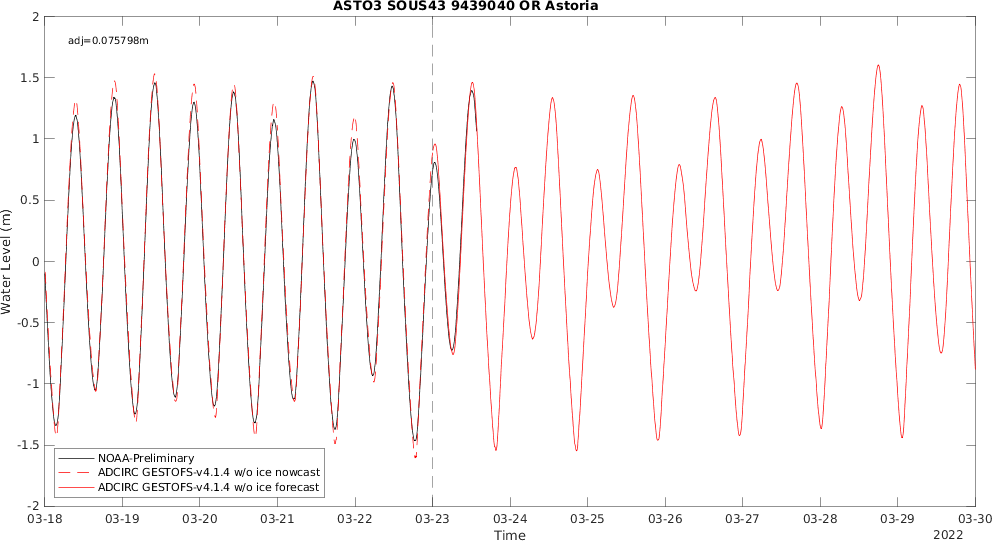 ASTO3 SOUS43 9439040 OR Astoria
adj=0.075798m
2
1.5
1
0.5
0
-0.5
-1
-1.5
-2
Water Level (m)
NOAA-Preliminary
ADCIRC GESTOFS-v4.1.4 w/o ice nowcast
ADCIRC GESTOFS-v4.1.4 w/o ice forecast
03-18 03-19 03-20 03-21 03-22 03-23 03-24 03-25 03-26 03-27 03-28 03-29 03-30
Time
2022